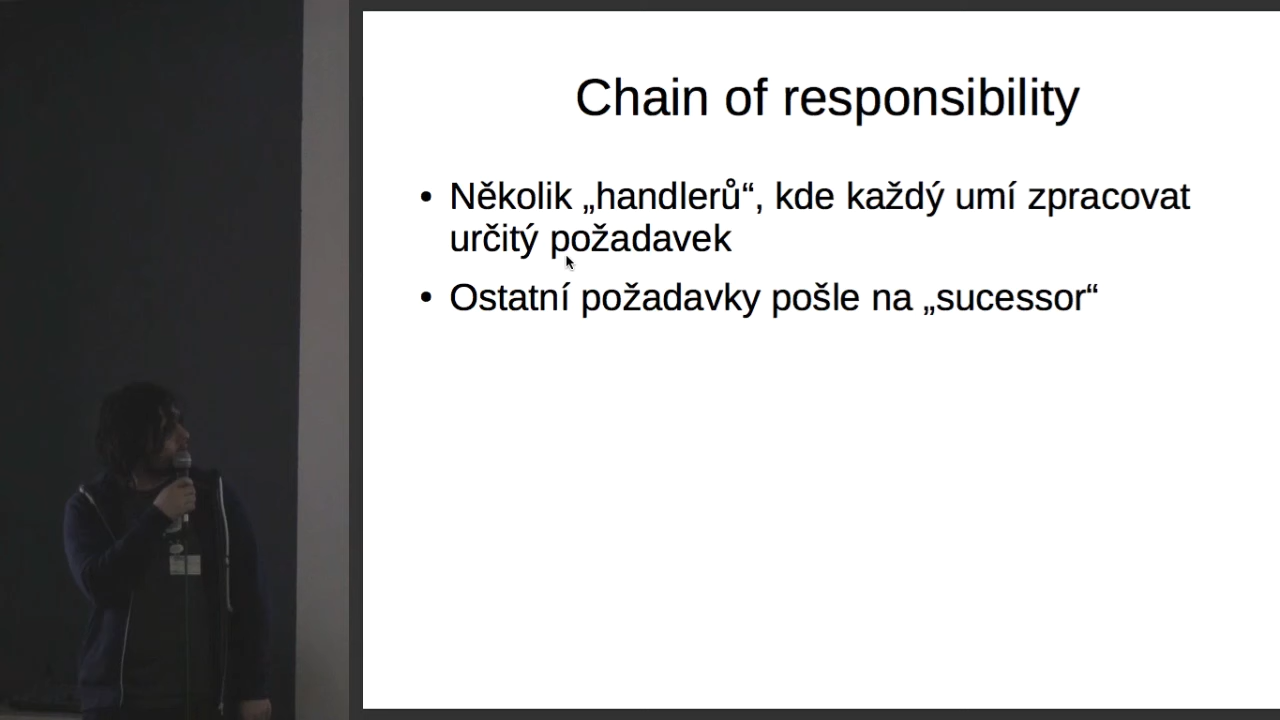 Chain of responsibility
• Několik „handlerů“, kde každý umí zpracovat
určitý požadavek
• Ostatní požadavky pošle na „sucessor“